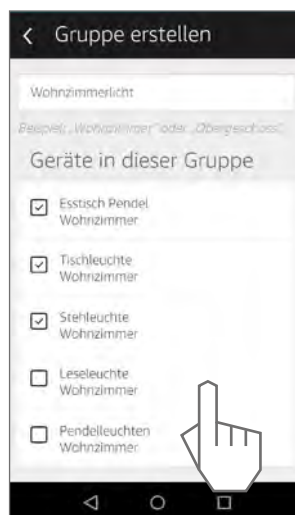 Gruppe erstellen
Wohnzimmerlicht
Beispiel: „Wohnzimmer" oder „Obergeschoss"
Geräte in dieser Gruppe
Esstisch Pendel
Wohnzimmer
Tischleuchte
Wohnzimmer
Stehleuchte
Wohnzimmer
Leseleuchte
Wohnzimmer
Pendelleuchten
Wohnzimmer